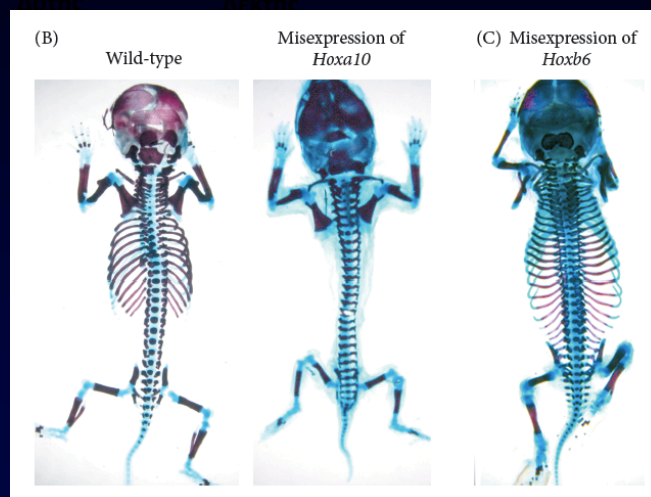 (B)
Wild-type
Misexpression of
Hoxa10
(C) Misexpression of
Hoxb6